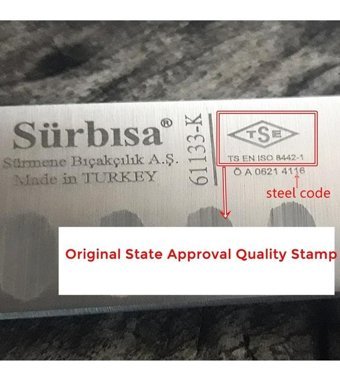 Sürbısa®
Sürmene Bıçakçılık A.Ş.
Made in TURKEY
61133-K
TSE
TS EN ISO 8442-1
Ö A 0621 4116
steel code
Original State Approval Quality Stamp